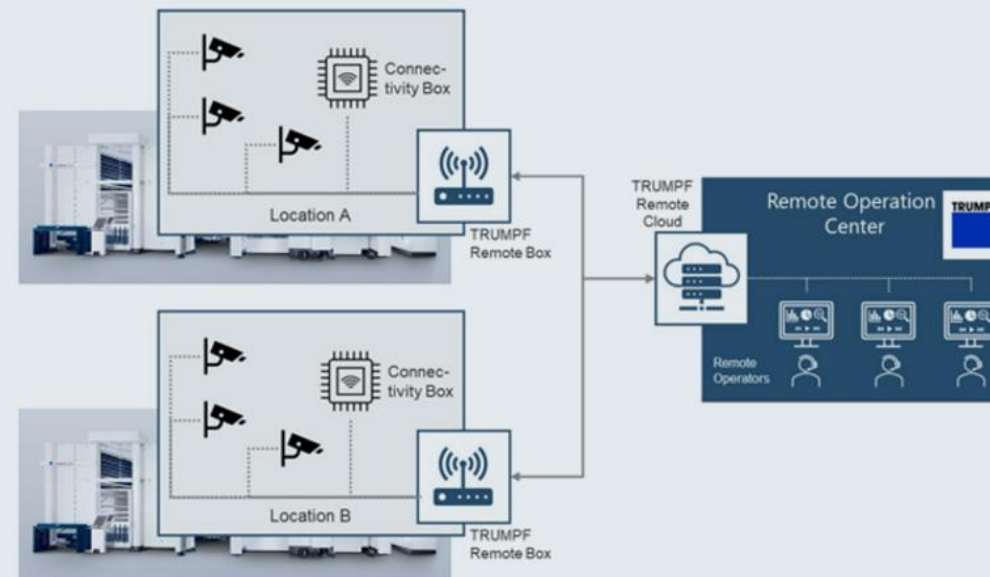 Connec-
tivity Box
Location A
TRUMPF
Remote Box
TRUMPF
Remote
Cloud
Remote Operation
Center
TRUMPF
Remote
Operators
Connec-
tivity Box
Location B
TRUMPF
Remote Box